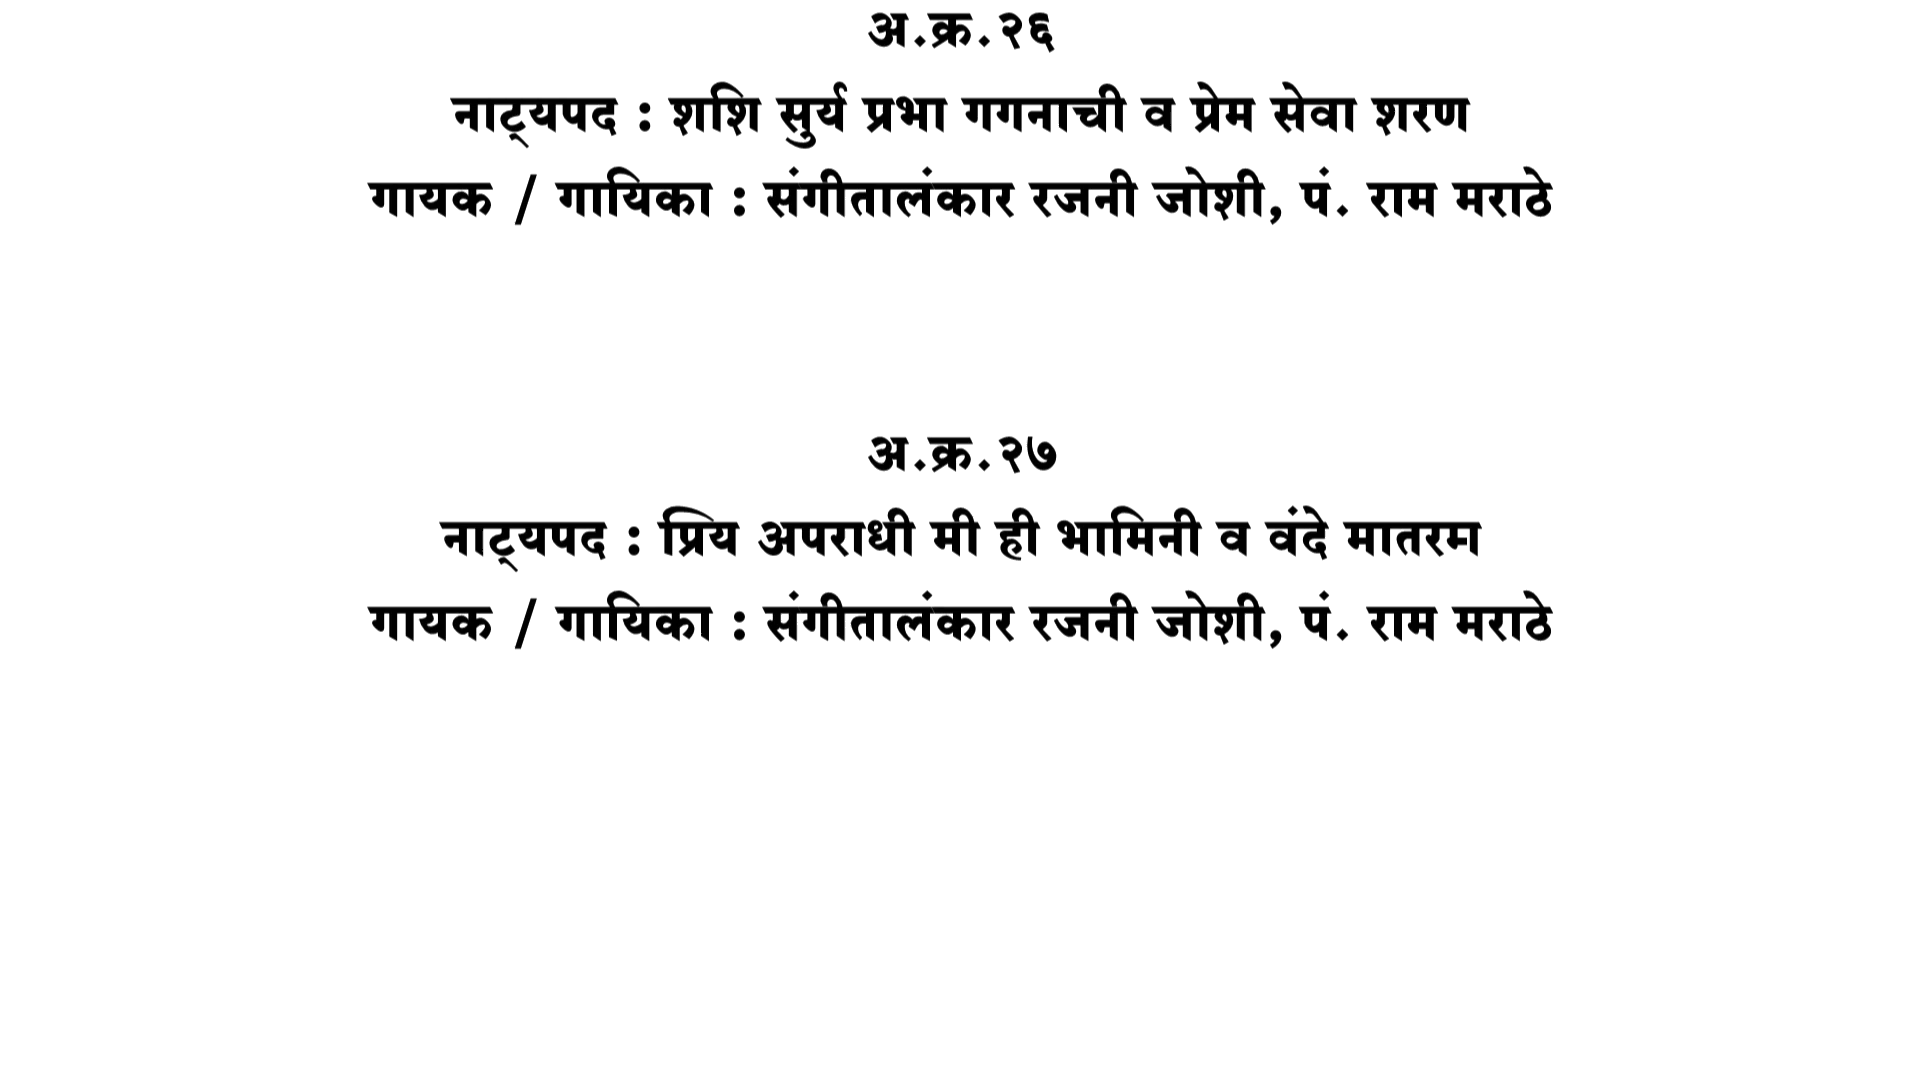 अ.क्र.२६
नाट्यपद : शशि सुर्य प्रभा गगनाची व प्रेम सेवा शरण
गायक / गायिका : संगीतालंकार रजनी जोशी, पं. राम मराठे
अ.क्र.२७
नाट्यपद : प्रिय अपराधी मी ही भामिनी व वंदे मातरम
गायक / गायिका : संगीतालंकार रजनी जोशी, पं. राम मराठे